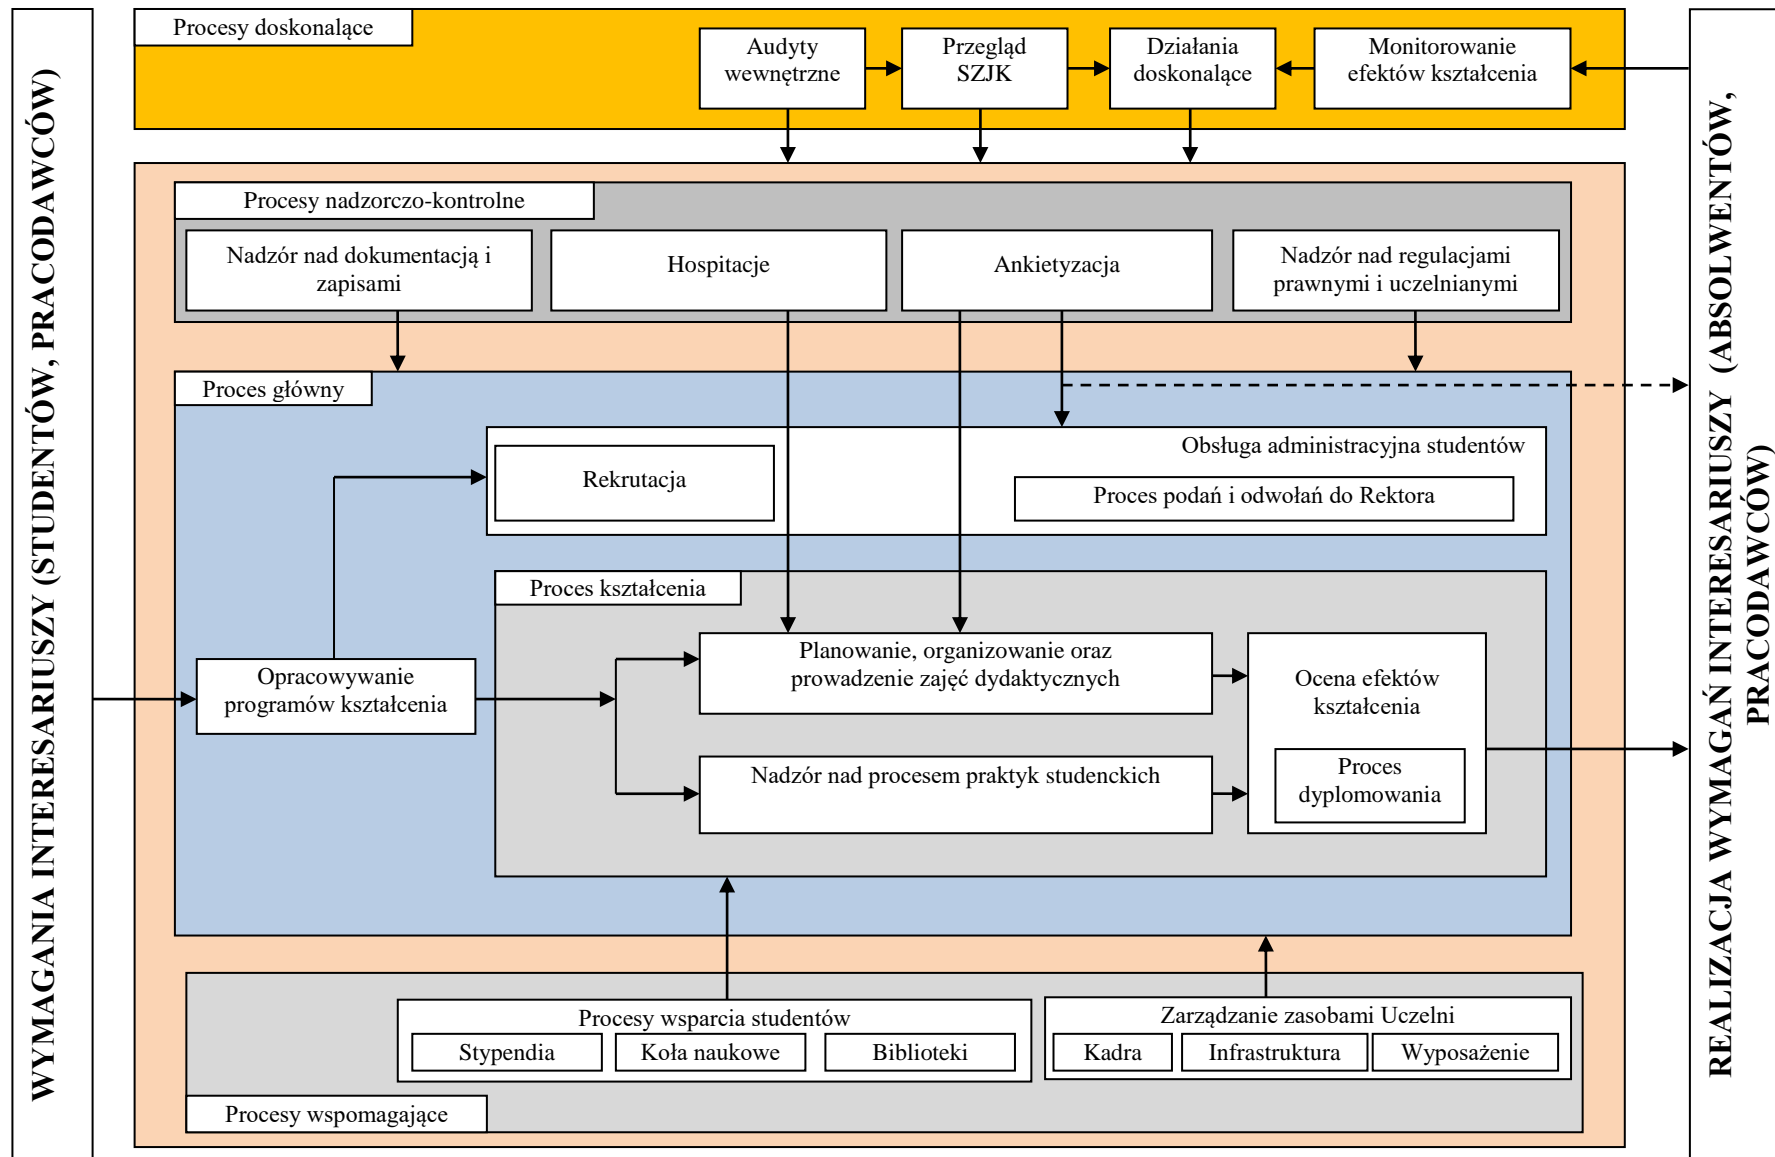 WYMAGANIA INTERESARIUSZY (STUDENTÓW, PRACODAWCÓW)
Procesy doskonalące
Audyty
wewnętrzne
Przegląd
SZJK
Działania
doskonalące
Monitorowanie
efektów kształcenia
Procesy nadzorczo-kontrolne
Nadzór nad dokumentacją i
zapisami
Hospitacje
Ankietyzacja
Nadzór nad regulacjami
prawnymi i uczelnianymi
Proces główny
Obsługa administracyjna studentów
Rekrutacja
Proces podań i odwołań do Rektora
Proces kształcenia
Opracowywanie
programów kształcenia
Planowanie, organizowanie oraz
prowadzenie zajęć dydaktycznych
Nadzór nad procesem praktyk studenckich
Ocena efektów
kształcenia
Proces
dyplomowania
Procesy wsparcia studentów
Stypendia
Koła naukowe
Biblioteki
Zarządzanie zasobami Uczelni
Kadra
Infrastruktura
Wyposażenie
Procesy wspomagające
REALIZACJA WYMAGAŃ INTERESARIUSZY (ABSOLWENTÓW,
PRACODAWCÓW)